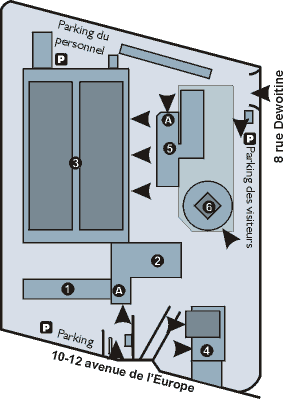 Parking du
personnel
P
A
8 rue Dewoitine
P
Parking des visiteurs
5
3
6
2
1
A
P
Parking
4
10-12 avenue de l'Europe